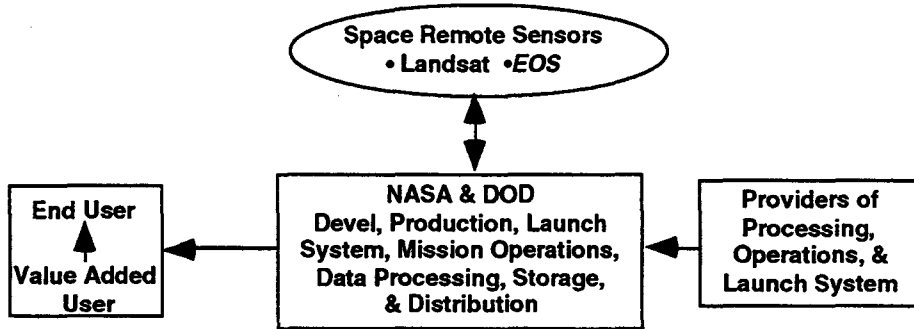 Space Remote Sensors
• Landsat •EOS
NASA & DOD
Devel, Production, Launch
System, Mission Operations,
Data Processing, Storage,
& Distribution
End User
Value Added
User
Providers of
Processing,
Operations, &
Launch System